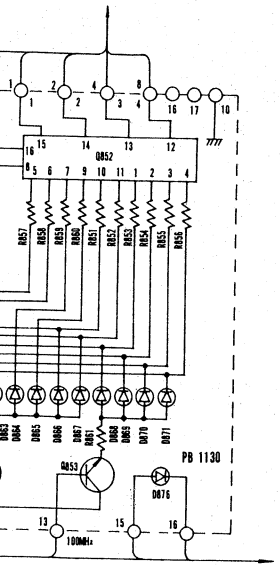 1 2 4 8
1 2 3 4 16 17 10
15 14 13 12
16 Q852
8 5 6 7 9 10 11 1 2 3 4
R857 R858 R859 R860 R851 R852 R853 R854 R855 R856
D863 D864 D865 D866 D867 R861 D868 D869 D870 D871
PB 1130
Q853
D876
13 15 16
100MHz